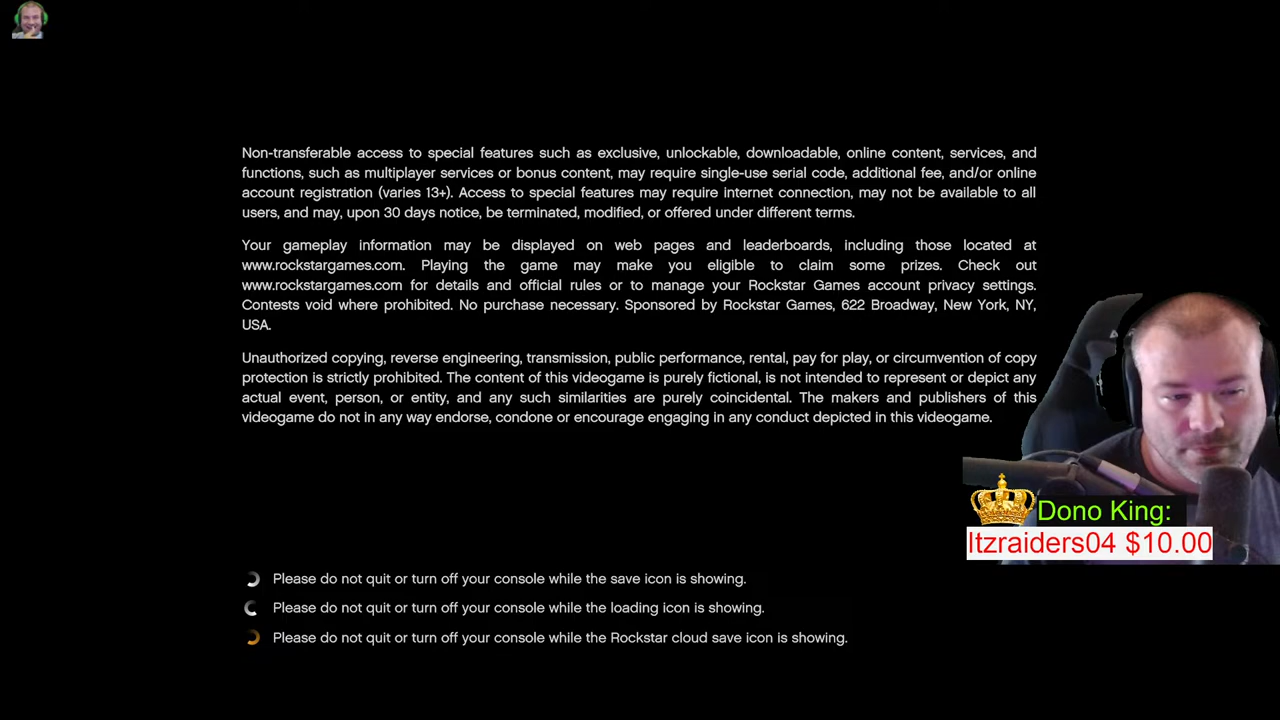 Non-transferable access to special features such as exclusive, unlockable, downloadable, online content, services, and
functions, such as multiplayer services or bonus content, may require single-use serial code, additional fee, and/or online
account registration (varies 13+). Access to special features may require internet connection, may not be available to all
users, and may, upon 30 days notice, be terminated, modified, or offered under different terms.
Your gameplay information may be displayed on web pages and leaderboards, including those located at
www.rockstargames.com. Playing the game may make you eligible to claim some prizes. Check out
www.rockstargames.com for details and official rules or to manage your Rockstar Games account privacy settings.
Contests void where prohibited. No purchase necessary. Sponsored by Rockstar Games, 622 Broadway, New York, NY,
USA.
Unauthorized copying, reverse engineering, transmission, public performance, rental, pay for play, or circumvention of copy
protection is strictly prohibited. The content of this videogame is purely fictional, is not intended to represent or depict any
actual event, person, or entity, and any such similarities are purely coincidental. The makers and publishers of this
videogame do not in any way endorse, condone or encourage engaging in any conduct depicted in this videogame.
Dono King:
Itzraiders04 $10.00
Please do not quit or turn off your console while the save icon is showing.
Please do not quit or turn off your console while the loading icon is showing.
Please do not quit or turn off your console while the Rockstar cloud save icon is showing.